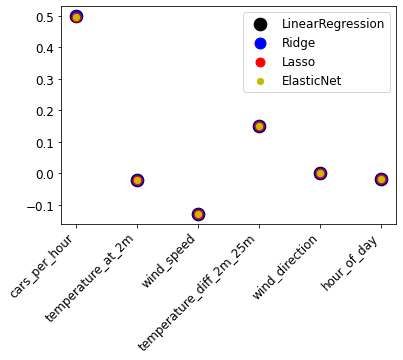 0.5
0.4
0.3
0.2
0.1
0.0
−0.1
LinearRegression
Ridge
Lasso
ElasticNet
cars_per_hour
temperature_at_2m
wind_speed
temperature_diff_2m_25m
wind_direction
hour_of_day